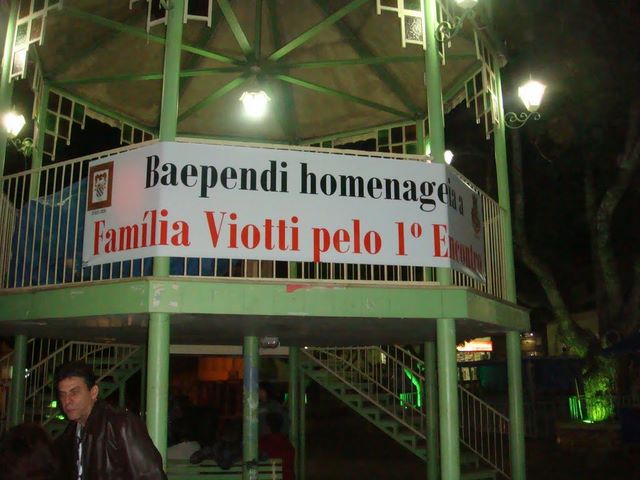 Baependi homenageia a
Família Viotti pelo 1º Encontro